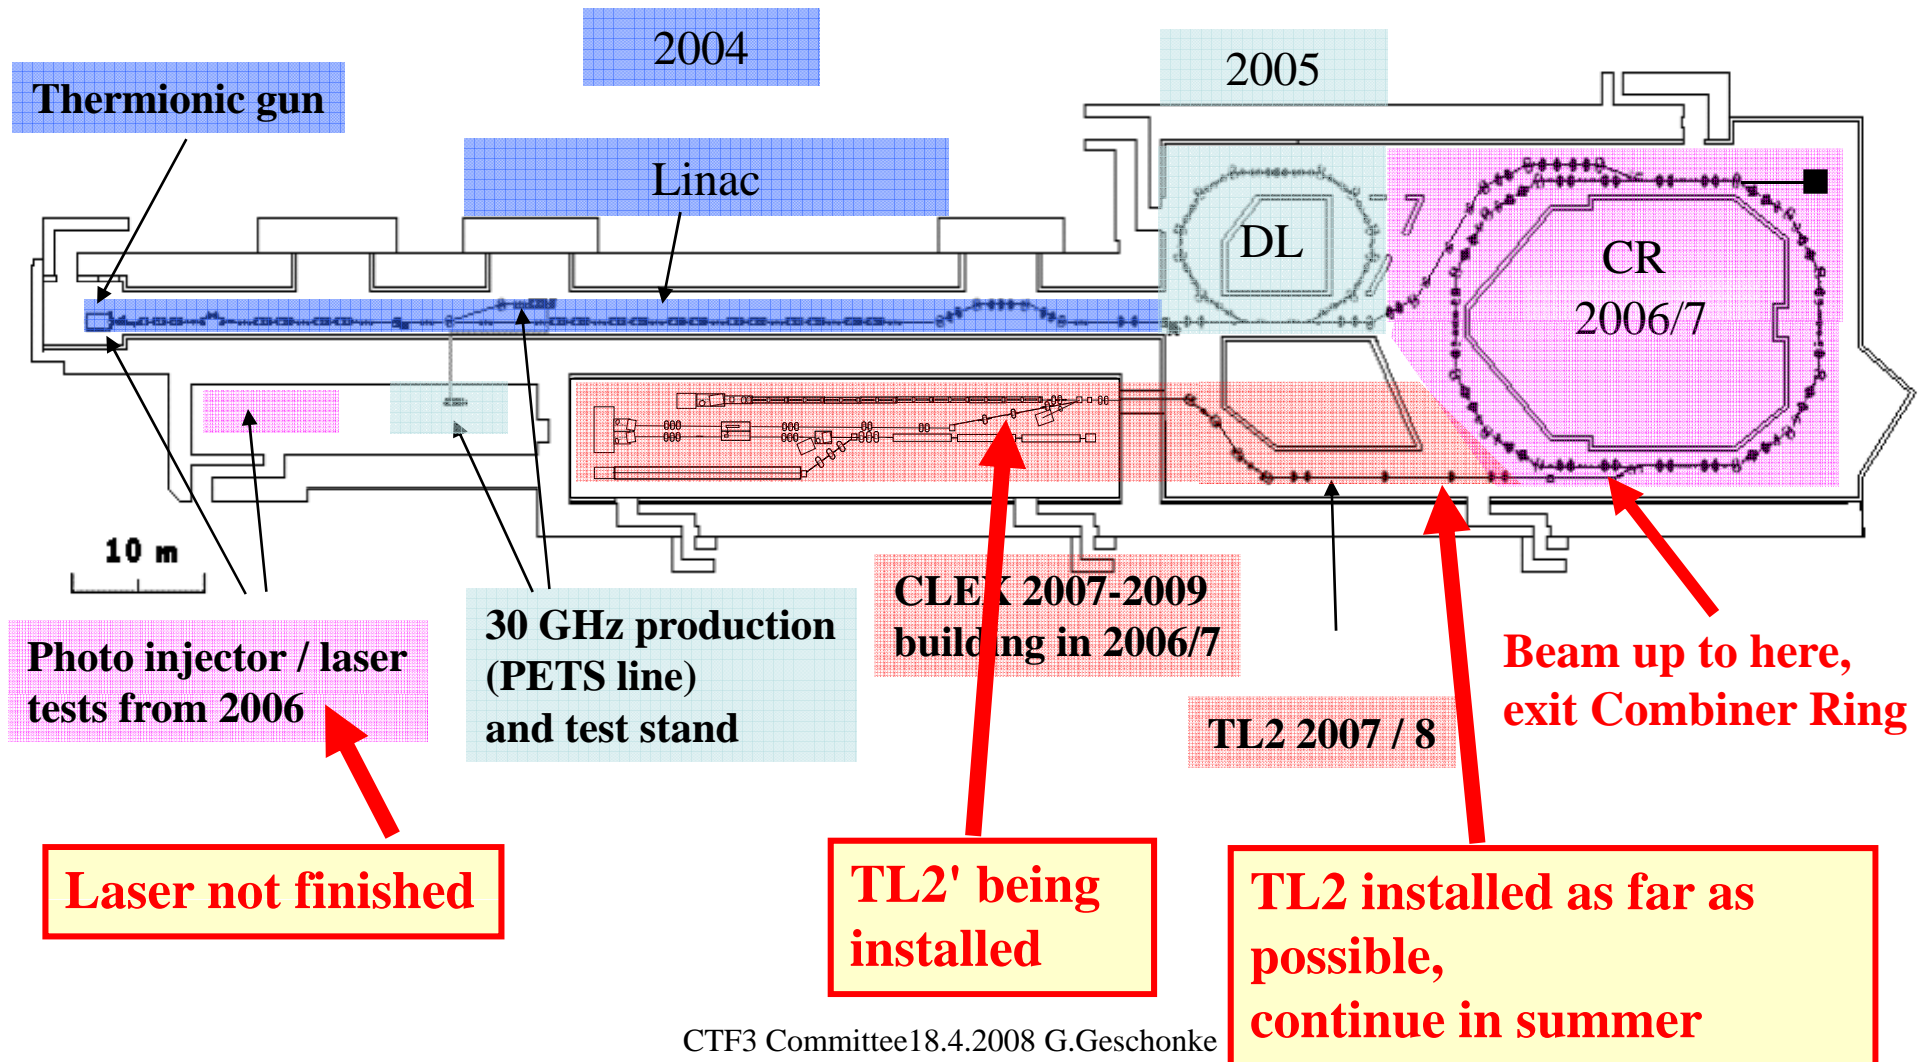 2004
2005
Thermionic gun
Linac
DL
CR
2006/7
10 m
Photo injector / laser
tests from 2006
30 GHz production
(PETS line)
and test stand
CLEX 2007-2009
building in 2006/7
TL2 2007 / 8
Beam up to here,
exit Combiner Ring
Laser not finished
TL2' being
installed
TL2 installed as far as
possible,
continue in summer
CTF3 Committee18.4.2008 G.Geschonke